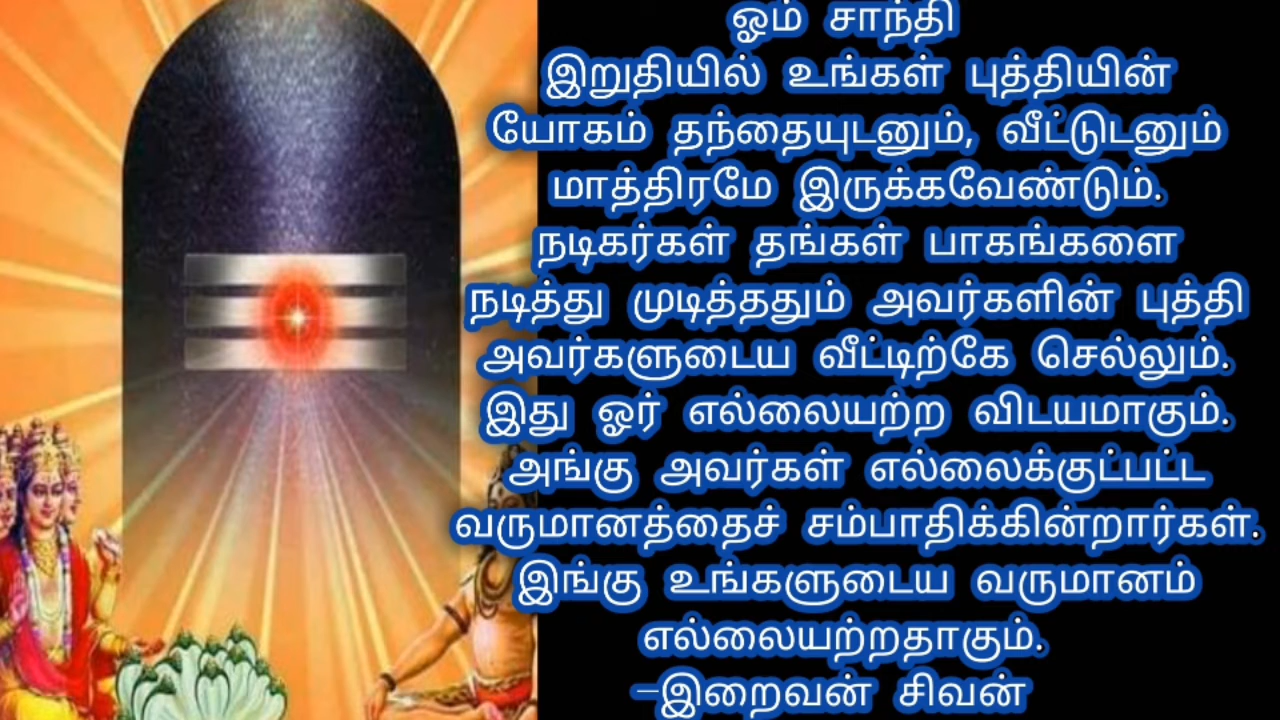 ஓம் சாந்தி
இறுதியில் உங்கள் புத்தியின்
யோகம் தந்தையுடனும், வீட்டுடனும்
மாத்திரமே இருக்கவேண்டும்.
நடிகர்கள் தங்கள் பாகங்களை
நடித்து முடித்ததும் அவர்களின் புத்தி
அவர்களுடைய வீட்டிற்கே செல்லும்.
இது ஓர் எல்லையற்ற விடயமாகும்.
அங்கு அவர்கள் எல்லைக்குட்பட்ட
வருமானத்தைச் சம்பாதிக்கின்றார்கள்.
இங்கு உங்களுடைய வருமானம்
எல்லையற்றதாகும்.
–இறைவன் சிவன்